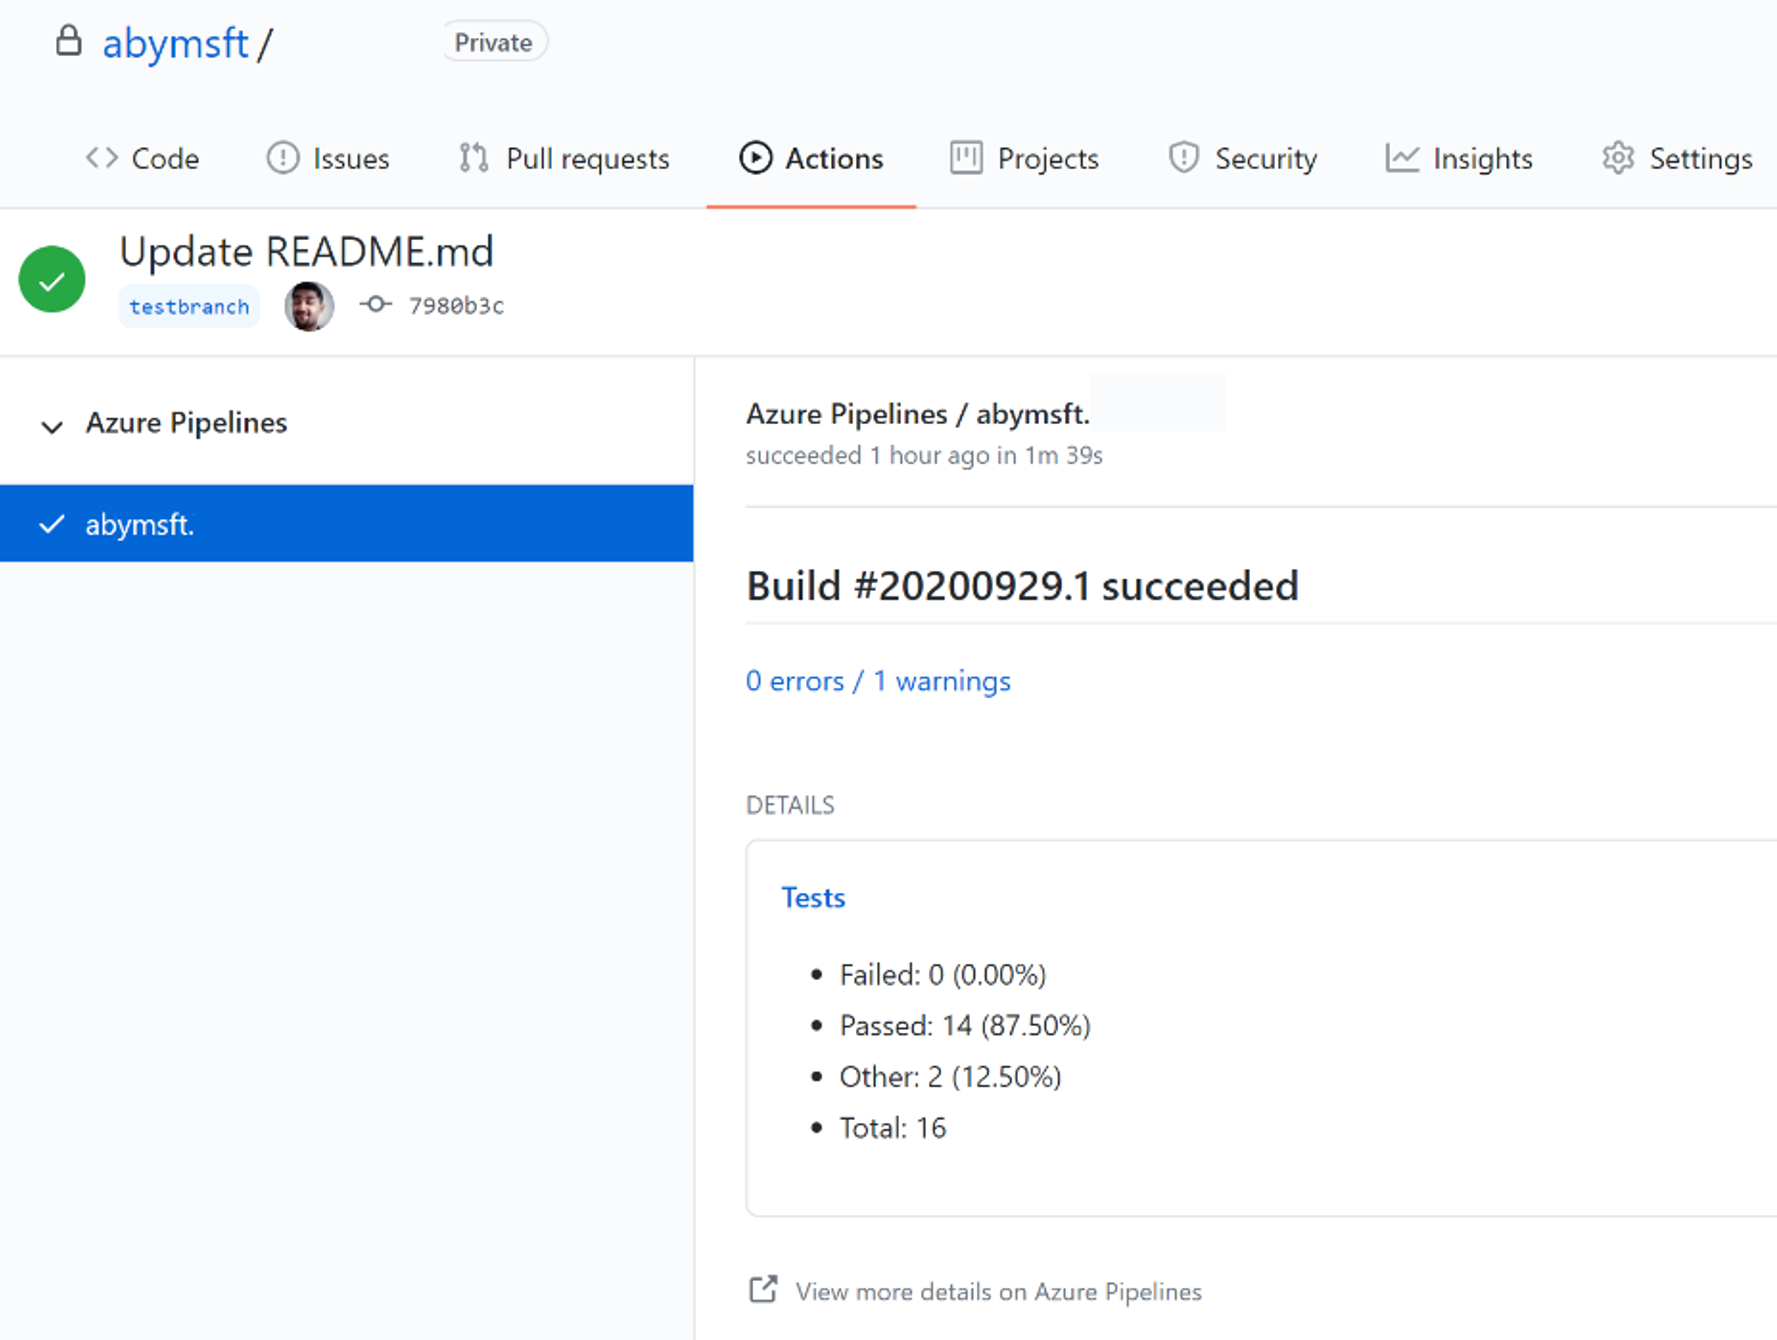 abymsft / Private
Code Issues Pull requests Actions Projects Security Insights Settings
Update README.md
testbranch 7980b3c
Azure Pipelines
abymsft.
Azure Pipelines / abymsft.
succeeded 1 hour ago in 1m 39s
Build #20200929.1 succeeded
0 errors / 1 warnings
DETAILS
Tests
• Failed: 0 (0.00%)
• Passed: 14 (87.50%)
• Other: 2 (12.50%)
• Total: 16
View more details on Azure Pipelines